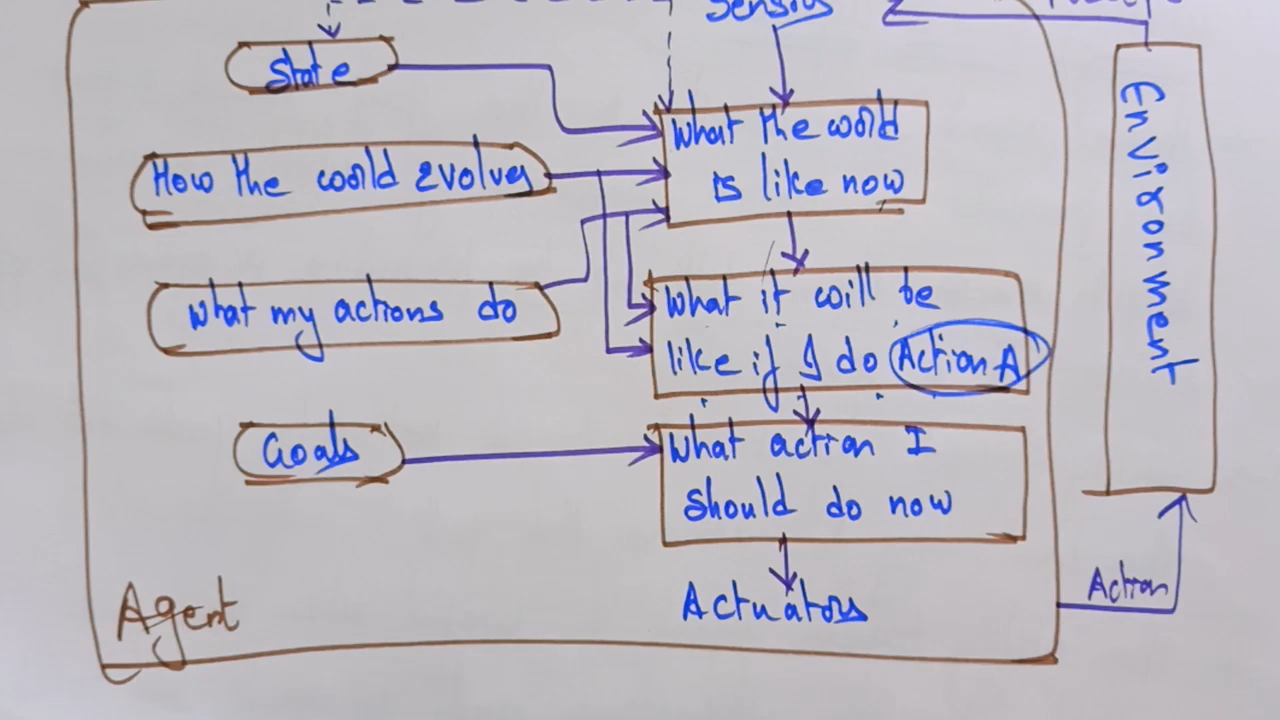 Sensors
State
What the world
is like now
How the world evolves
What my actions do
What it will be
like if I do Action A
Goals
What action I
should do now
Actuators
Agent
Environment
Action